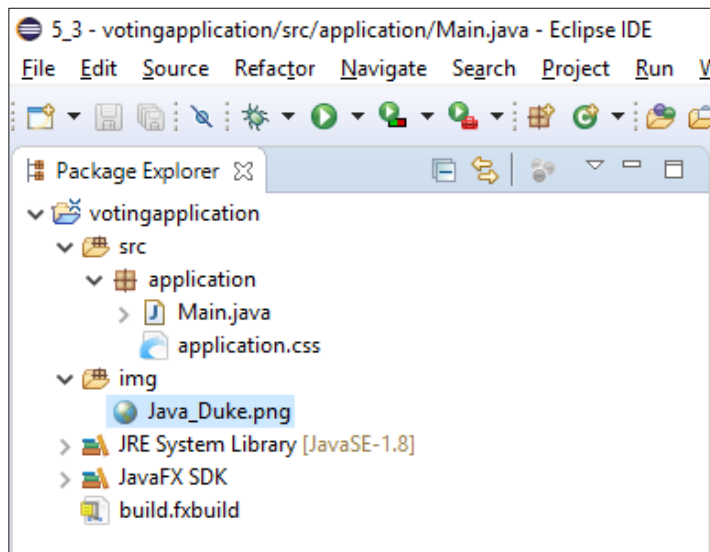 5_3 - votingapplication/src/application/Main.java - Eclipse IDE
File Edit Source Refactor Navigate Search Project Run W
Package Explorer
votingapplication
src
application
Main.java
application.css
img
Java_Duke.png
JRE System Library [JavaSE-1.8]
JavaFX SDK
build.fxbuild